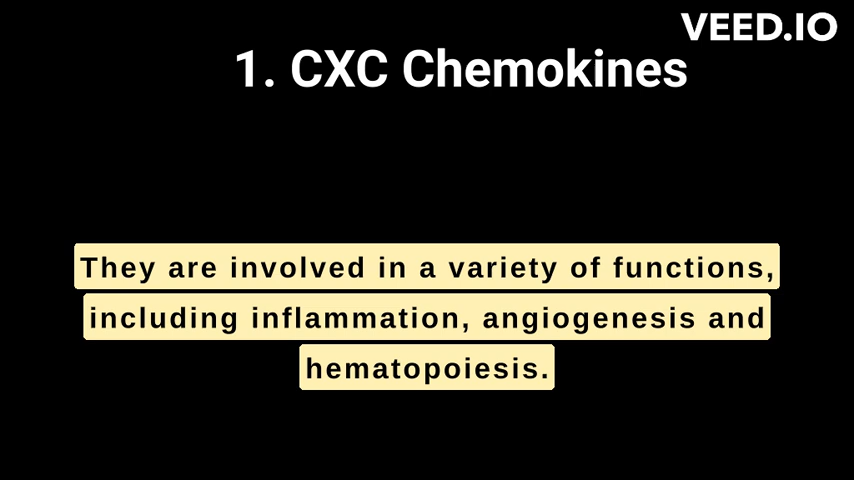 VEED.IO
1. CXC Chemokines
They are involved in a variety of functions,
including inflammation, angiogenesis and
hematopoiesis.